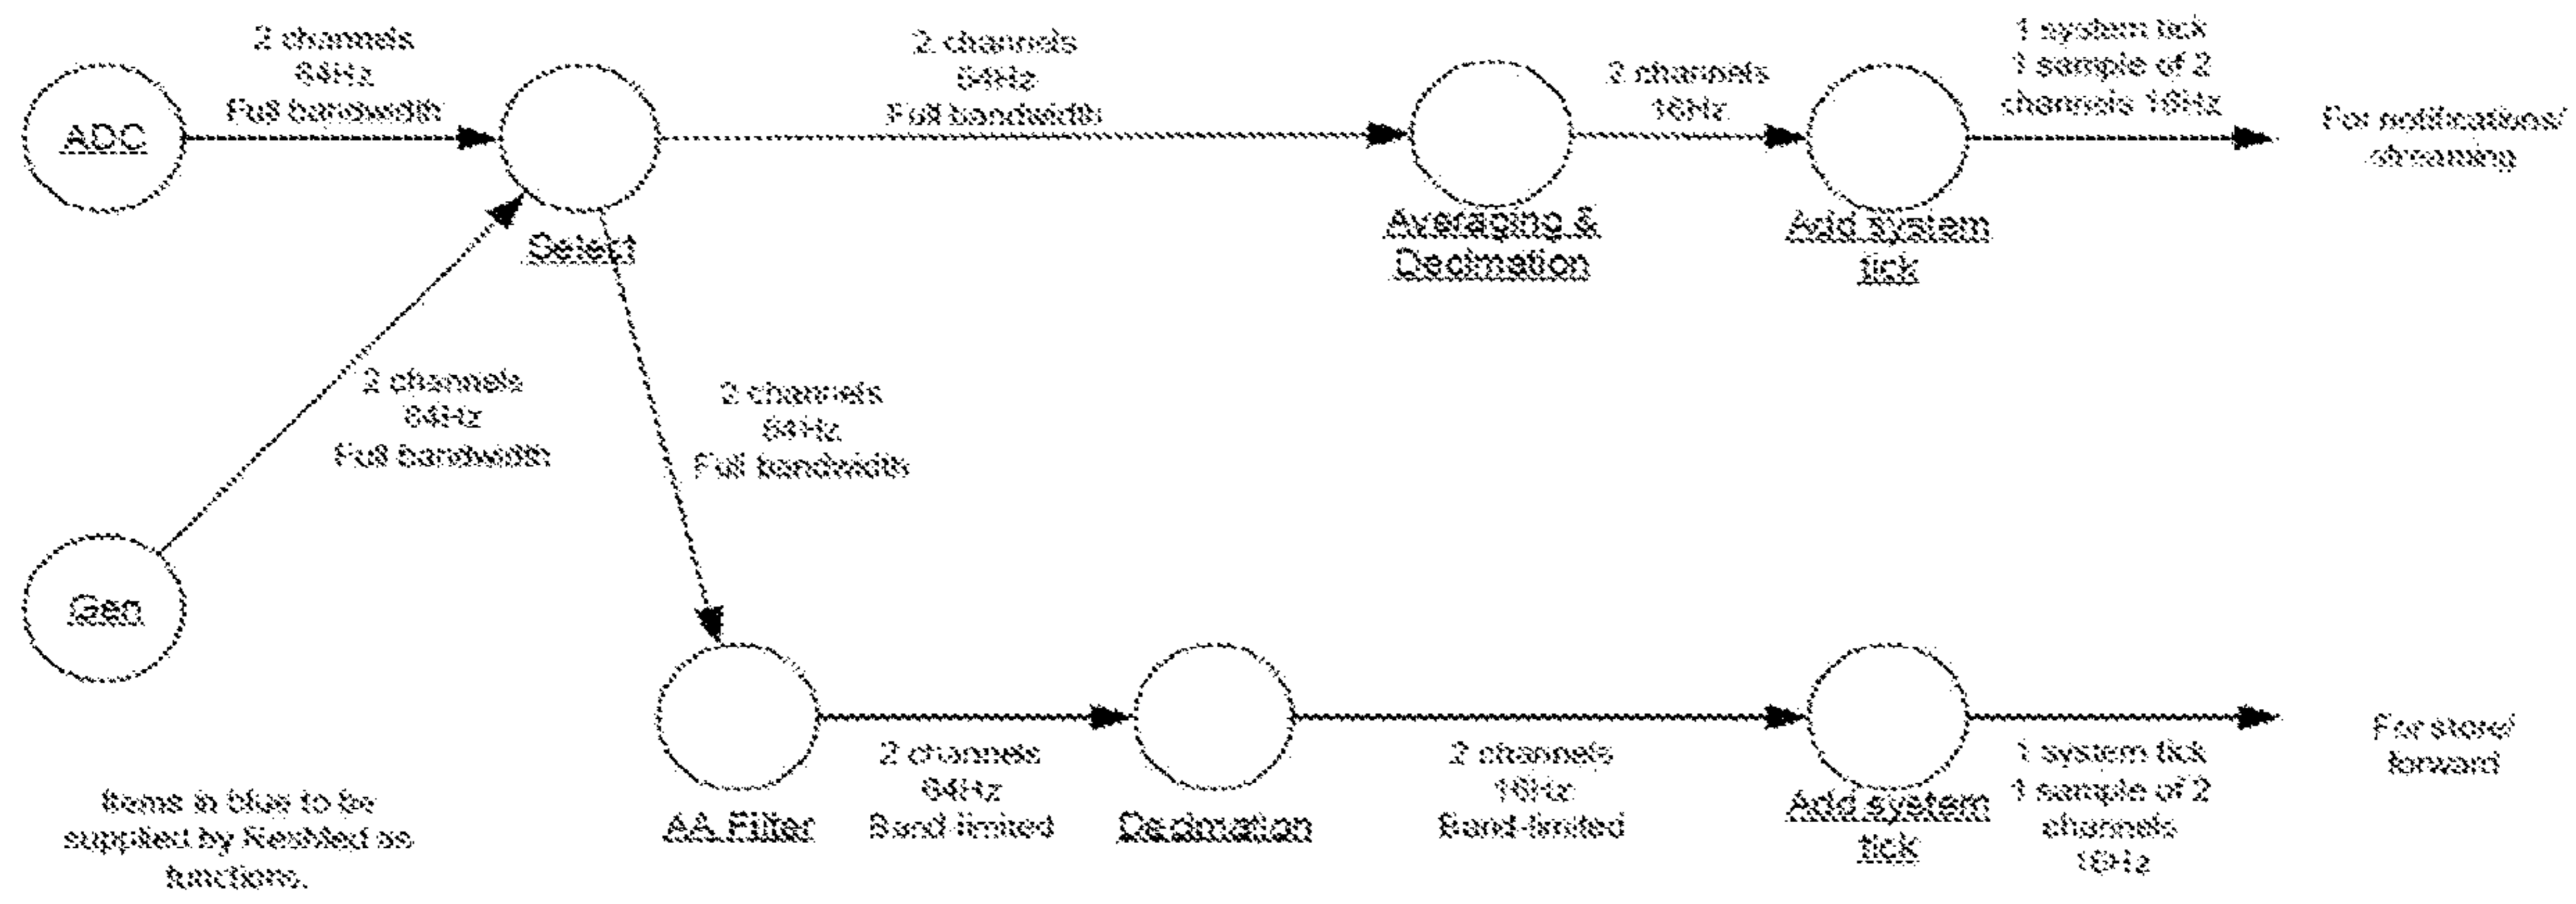 2 channels
64Hz
Full bandwidth
ADC
2 channels
64Hz
Full bandwidth
2 channels
16Hz
1 system tick
1 sample of 2
channels 16Hz
For notifications/
streaming
Select
Averaging &
Decimation
Add system
tick
2 channels
64Hz
Full bandwidth
2 channels
64Hz
Full bandwidth
Gen
Items in blue to be
supplied by as
functions.
AA Filter
2 channels
64Hz
Band-limited
Decimation
2 channels
16Hz
Band-limited
Add system
tick
1 system tick
1 sample of 2
channels
16Hz
For store/
forward